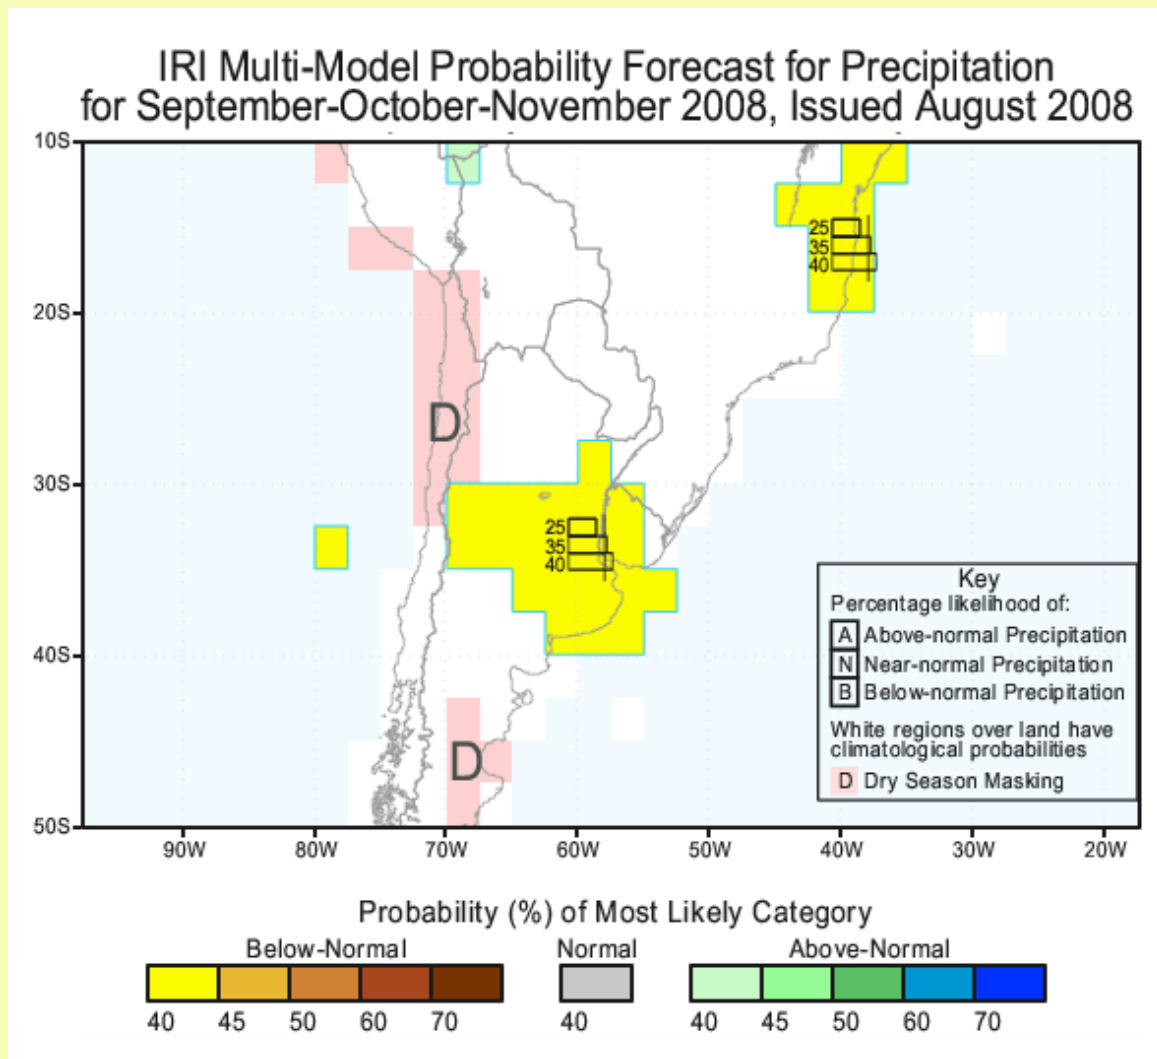 IRI Multi-Model Probability Forecast for Precipitation
for September-October-November 2008, Issued August 2008
10S
20S
30S
40S
50S
25
35
40
D
25
35
40
D
Key
Percentage likelihood of:
A Above-normal Precipitation
N Near-normal Precipitation
B Below-normal Precipitation
White regions over land have
climatological probabilities
D Dry Season Masking
90W 80W 70W 60W 50W 40W 30W 20W
Probability (%) of Most Likely Category
Below-Normal Normal Above-Normal
40 45 50 60 70 40 40 45 50 60 70